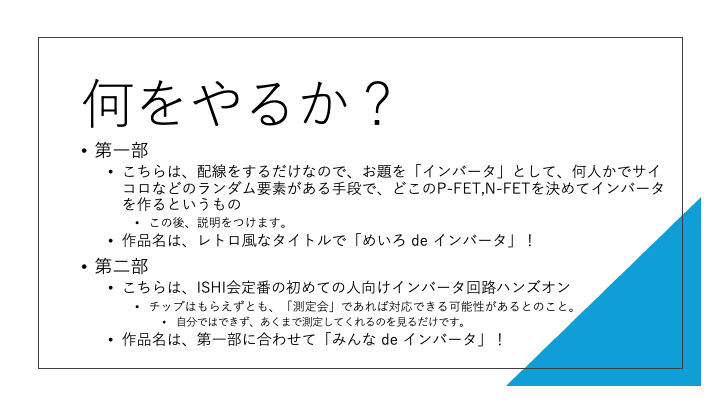 何をやるか？
• 第一部
• こちらは、配線をするだけなので、お題を「インバータ」として、何人かでサイ
コロなどのランダム要素がある手段で、どこのP-FET,N-FETを決めてインバータ
を作るというもの
• この後、説明をつけます。
• 作品名は、レトロ風なタイトルで「めいろ de インバータ」！
• 第二部
• こちらは、ISHI会定番の初めての人向けインバータ回路ハンズオン
• チップはもらえずとも、「測定会」であれば対応できる可能性があるとのこと。
• 自分ではできず、あくまで測定してくれるのを見るだけです。
• 作品名は、第一部に合わせて「みんな de インバータ」！